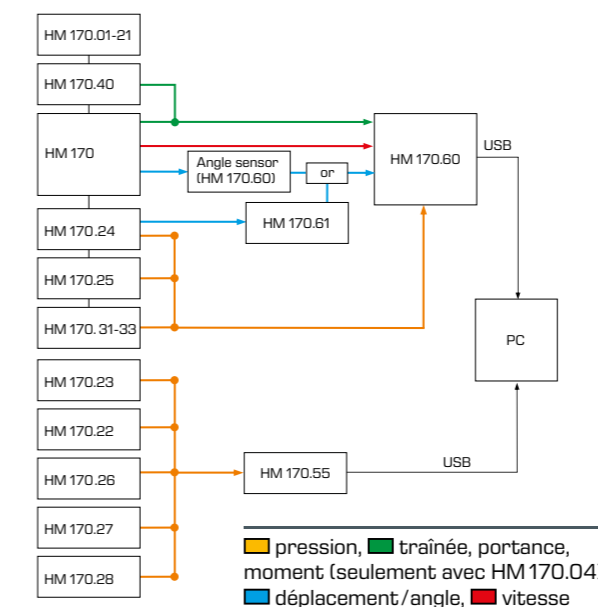 HM 170.01-21
HM 170.40
HM 170
HM 170.24
HM 170.25
HM 170.31-33
HM 170.23
HM 170.22
HM 170.26
HM 170.27
HM 170.28
Angle sensor
(HM 170.60)
or
HM 170.61
HM 170.60
USB
PC
HM 170.55
USB
pression, traînée, portance,
moment (seulement avec HM 170.04)
déplacement/angle, vitesse